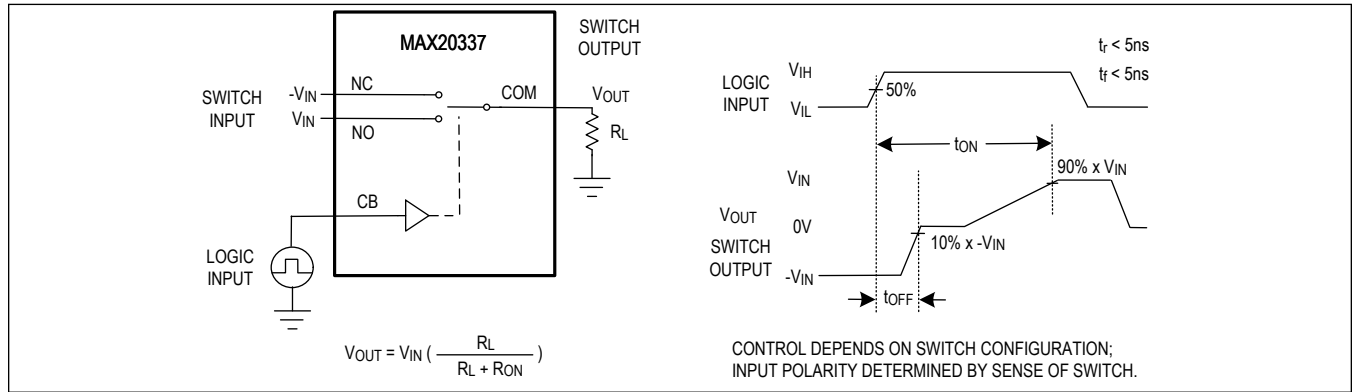 MAX20337
SWITCH
OUTPUT
SWITCH
INPUT
-VIN
VIN
NC
NO
COM
VOUT
RL
CB
LOGIC
INPUT
VOUT = VIN ( RL / RL + RON )
tr < 5ns
tf < 5ns
LOGIC
INPUT
VIH
VIL
50%
tON
VIN
90% x VIN
VOUT
0V
SWITCH
OUTPUT
10% x -VIN
-VIN
tOFF
CONTROL DEPENDS ON SWITCH CONFIGURATION;
INPUT POLARITY DETERMINED BY SENSE OF SWITCH.